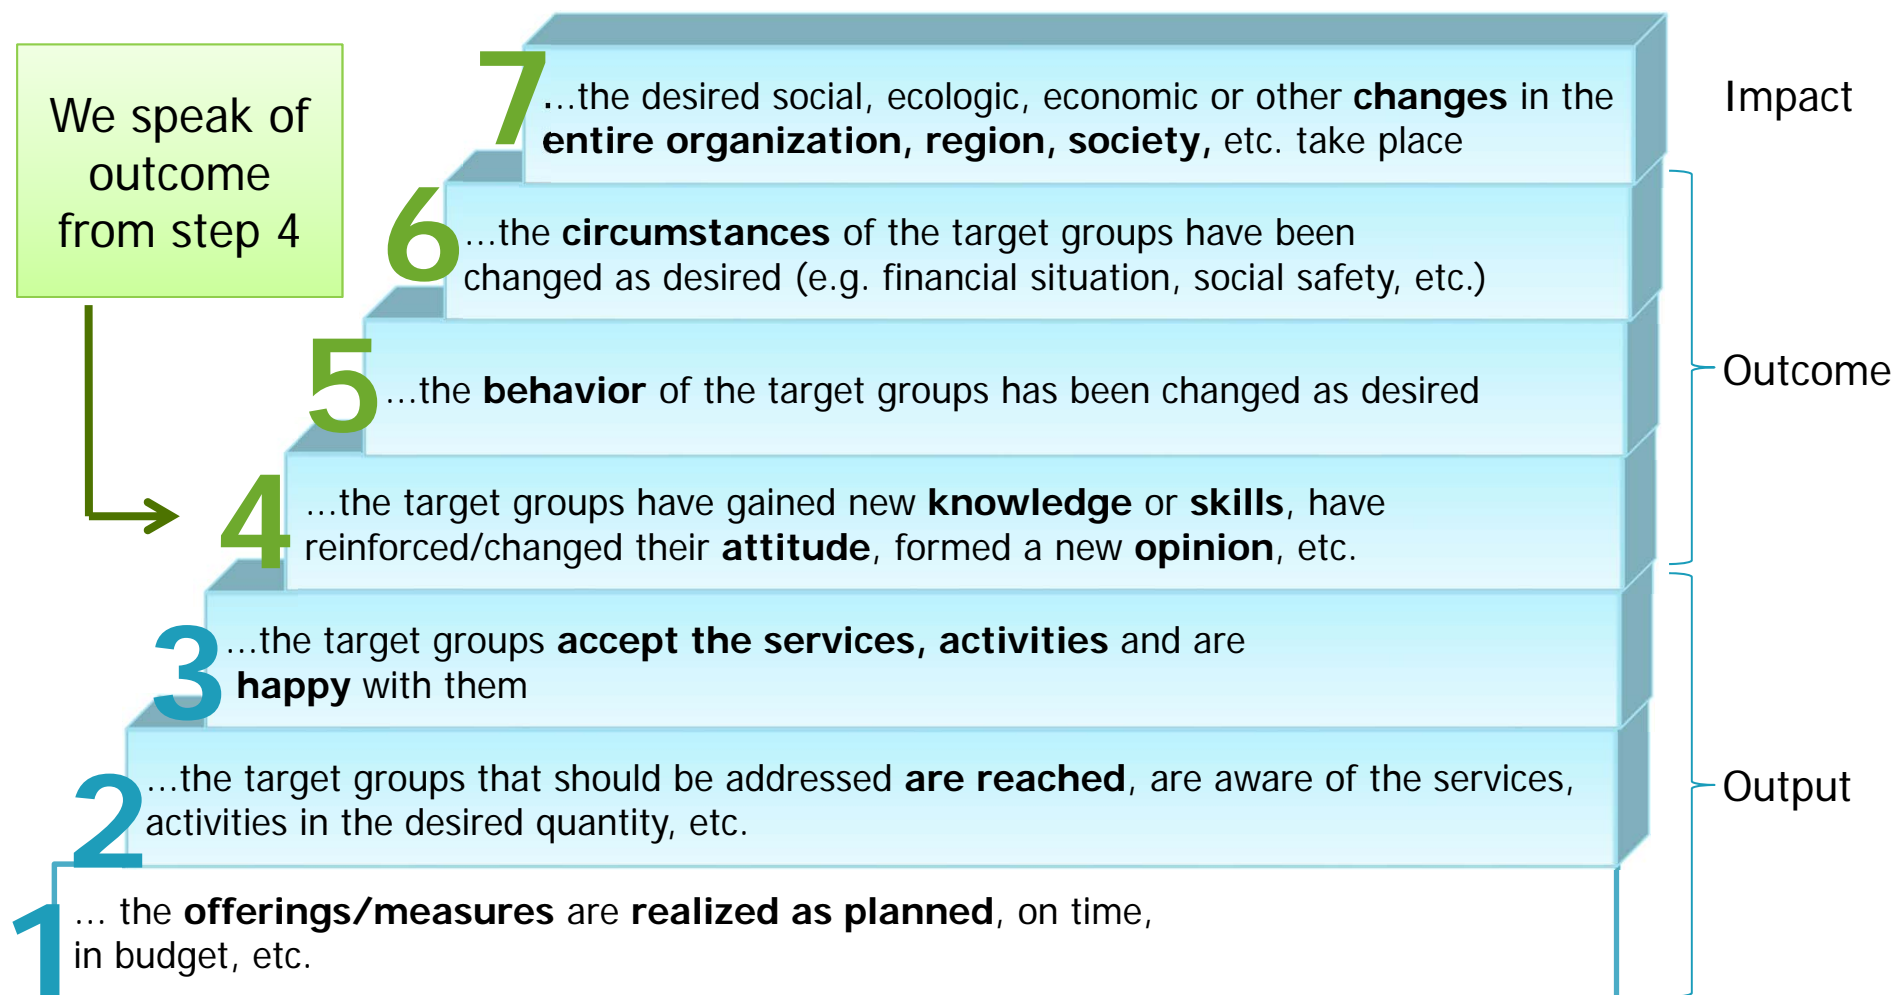 We speak of
outcome
from step 4
7
...the desired social, ecologic, economic or other changes in the
entire organization, region, society, etc. take place
Impact
6
...the circumstances of the target groups have been
changed as desired (e.g. financial situation, social safety, etc.)
5
...the behavior of the target groups has been changed as desired
Outcome
4
...the target groups have gained new knowledge or skills, have
reinforced/changed their attitude, formed a new opinion, etc.
3
...the target groups accept the services, activities and are
happy with them
2
...the target groups that should be addressed are reached, are aware of the services,
activities in the desired quantity, etc.
Output
1
... the offerings/measures are realized as planned, on time,
in budget, etc.